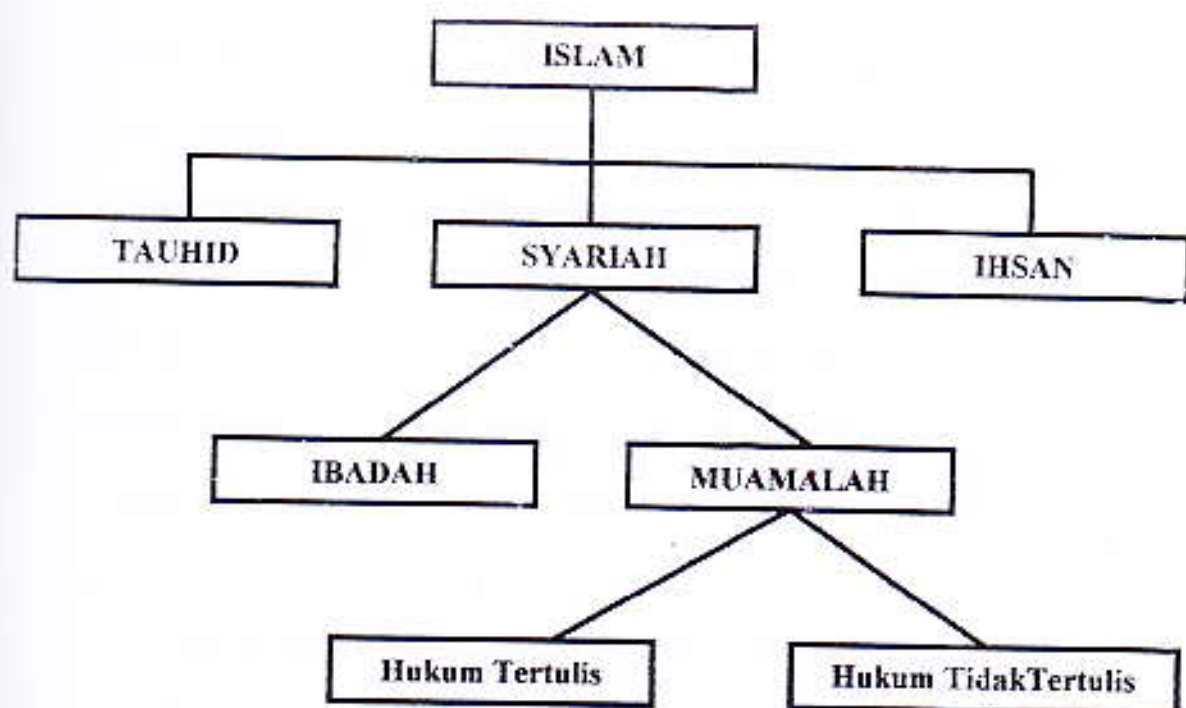 ISLAM
TAUHID
SYARIAH
IHSAN
IBADAH
MUAMALAH
Hukum Tertulis
Hukum TidakTertulis